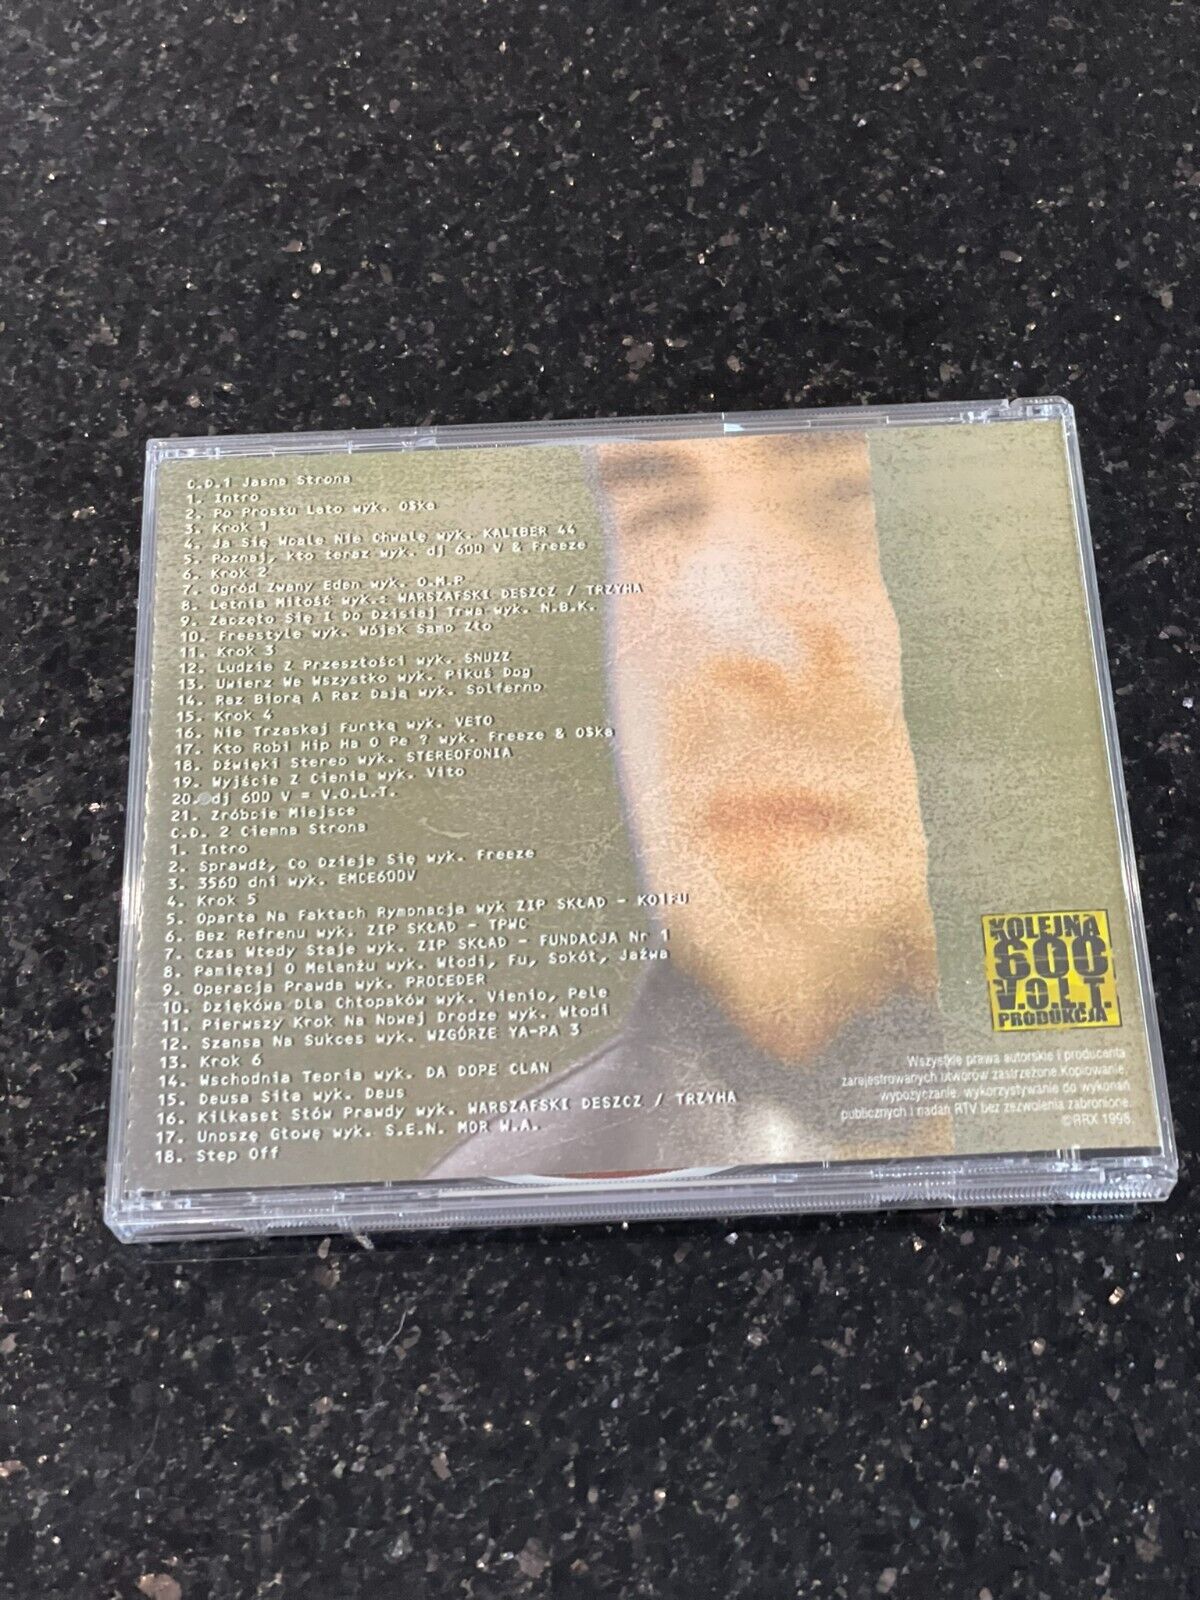 C.D.1 Jasna Strona
1. Intro
2. Po Prostu Lato wyk. O$ka
3. Krok 1
4. Ja Się Wcale Nie Chwalę wyk. KALIBER 44
5. Poznaj, kto teraz wyk. dj 600 V & Freeze
6. Krok 2
7. Ogród Zwany Eden wyk. O.M.P
8. Letnia Miłość wyk.: WARSZAFSKI DESZCZ / TRZYHA
9. Zaczęło Się I Do Dzisiaj Trwa wyk. N.B.K.
10. Freestyle wyk. Wójek Samo Zło
11. Krok 3
12. Ludzie Z Przeszłości wyk. SNUZZ
13. Uwierz We Wszystko wyk. Pikuś Dog
14. Raz Biorą A Raz Dają wyk. Solferno
15. Krok 4
16. Nie Trzaskaj Furtką wyk. VETO
17. Kto Robi Hip Ha O Pe ? wyk. Freeze & O$ka
18. Dźwięki Stereo wyk. STEREOFONIA
19. Wyjście Z Cienia wyk. Vito
20. dj 600 V = V.O.L.T.
21. Zróbcie Miejsce
C.D. 2 Ciemna Strona
1. Intro
2. Sprawdź, Co Dzieje Się wyk. Freeze
3. 3560 dni wyk. EMCE600V
4. Krok 5
5. Oparta Na Faktach Rymonacja wyk ZIP SKŁAD - KOlFU
6. Bez Refrenu wyk. ZIP SKŁAD - TPWC
7. Czas Wtedy Staje wyk. ZIP SKŁAD - FUNDACJA Nr 1
8. Pamiętaj O Melanżu wyk. Włodi, Fu, Sokół, Jaźwa
9. Operacja Prawda wyk. PROCEDER
10. Dziękówa Dla Chłopaków wyk. Vienio, Pele
11. Pierwszy Krok Na Nowej Drodze wyk. Włodi
12. Szansa Na Sukces wyk. WZGÓRZE YA-PA 3
13. Krok 6
14. Wschodnia Teoria wyk. DA DOPE CLAN
15. Deusa Siła wyk. Deus
16. Kilkaset Słów Prawdy wyk. WARSZAFSKI DESZCZ / TRZYHA
17. Unoszę Głowę wyk. S.E.N. MOR W.A.
18. Step Off
KOLEJNA
600
V.O.L.T.
PRODUKCJA
Wszystkie prawa autorskie i producenta
zarejestrowanych utworów zastrzeżone.Kopiowanie,
wypożyczanie, wykorzystywanie do wykonań
publicznych i nadań RTV bez zezwolenia zabronione.
©RRX 1998.